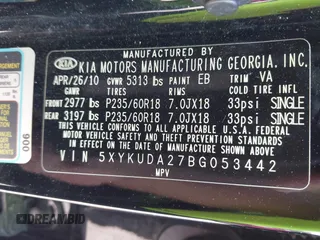 MANUFACTURED BY
KIA KIA MOTORS MANUFACTURING GEORGIA, INC.
APR/26/10 GVWR 5313 lbs PAINT EB TRIM VA
GAWR TIRES RIMS COLD TIRE INFL
FRONT 2977 lbs P235/60R18 7.0JX18 33psi SINGLE
REAR 3197 lbs P235/60R18 7.0JX18 33psi SINGLE
THIS VEHICLE CONFORMS TO ALL APPLICABLE FEDERAL
MOTOR VEHICLE SAFETY AND THEFT PREVENTION STANDARDS
IN EFFECT ON THE DATE OF MANUFACTURE SHOWN ABOVE.
VIN 5XYKUDA27BG053442
MPV
006
DREAMBID